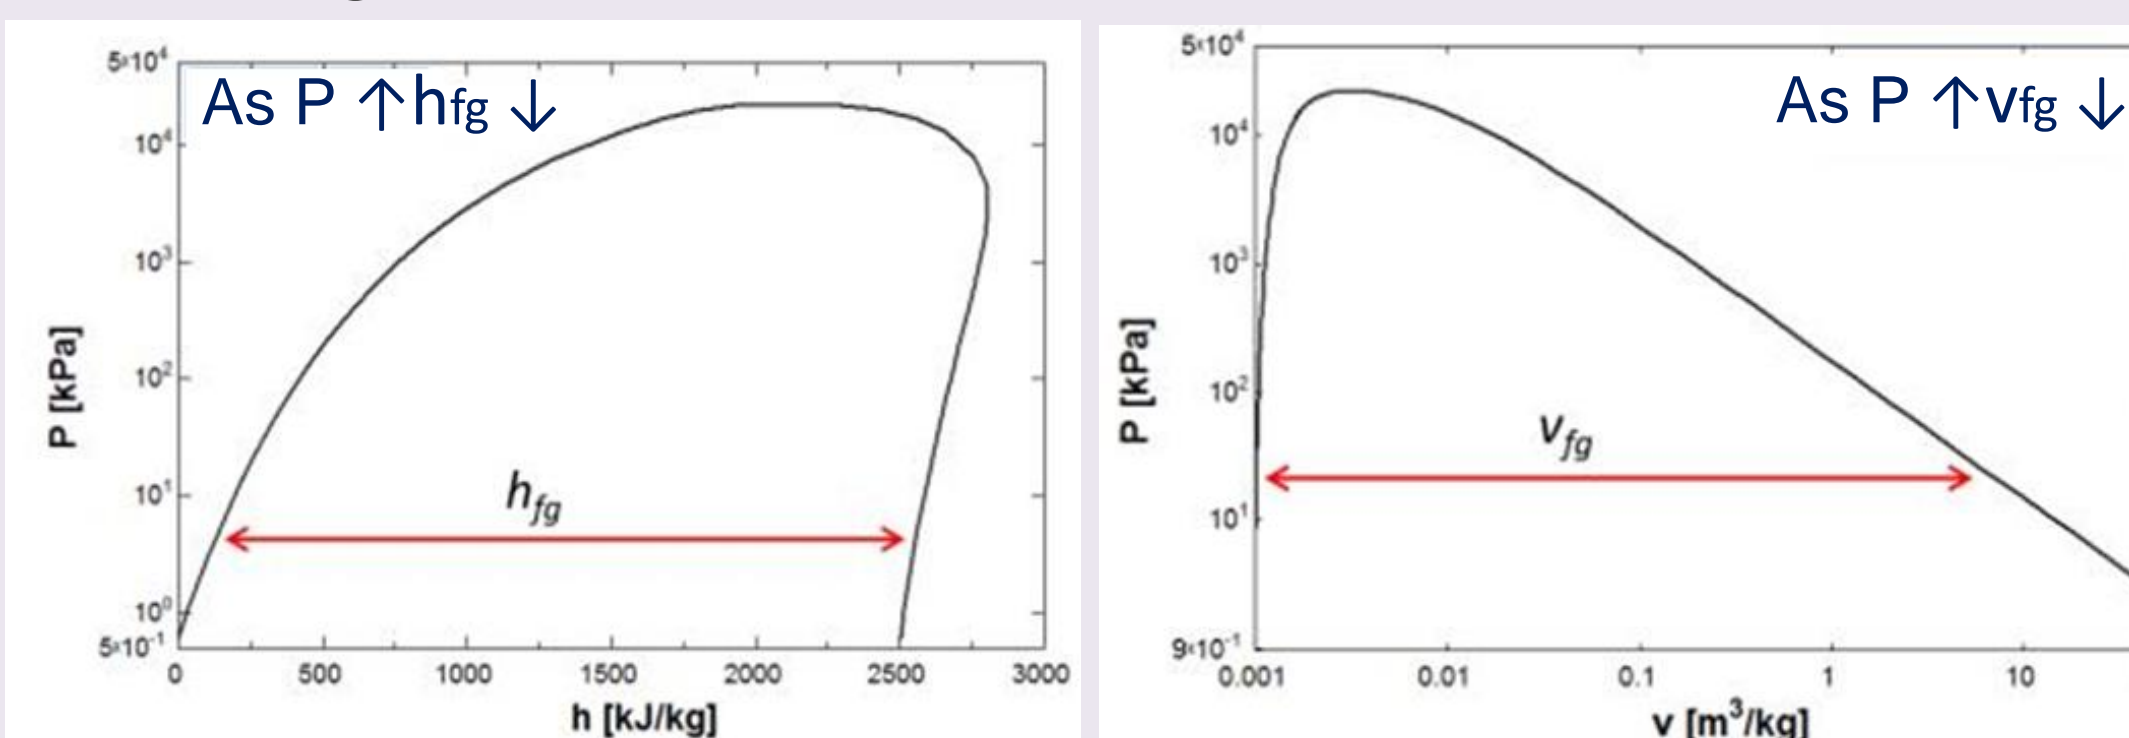 As P ↑hfg ↓
5×10⁴
10⁴
10³
10²
10¹
10⁰
5×10⁻¹
P [kPa]
hfg
0 500 1000 1500 2000 2500 3000
h [kJ/kg]
As P ↑vfg ↓
5×10⁴
10⁴
10³
10²
10¹
9×10⁻¹
P [kPa]
vfg
0.001 0.01 0.1 1 10
v [m³/kg]